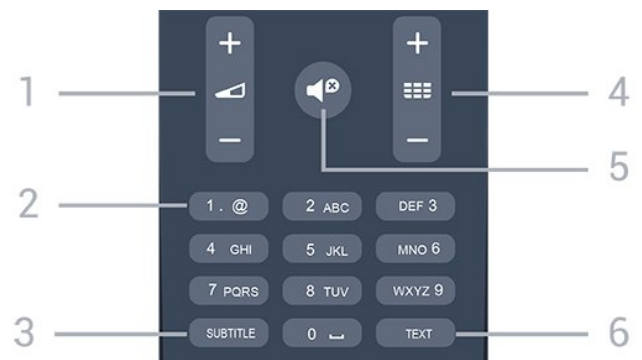 + +
1 4
- -
5
2 1 . @ 2 ABC DEF 3
4 GHI 5 JKL MNO 6
7 PQRS 8 TUV WXYZ 9
3 SUBTITLE 0 ⎵ TEXT 6